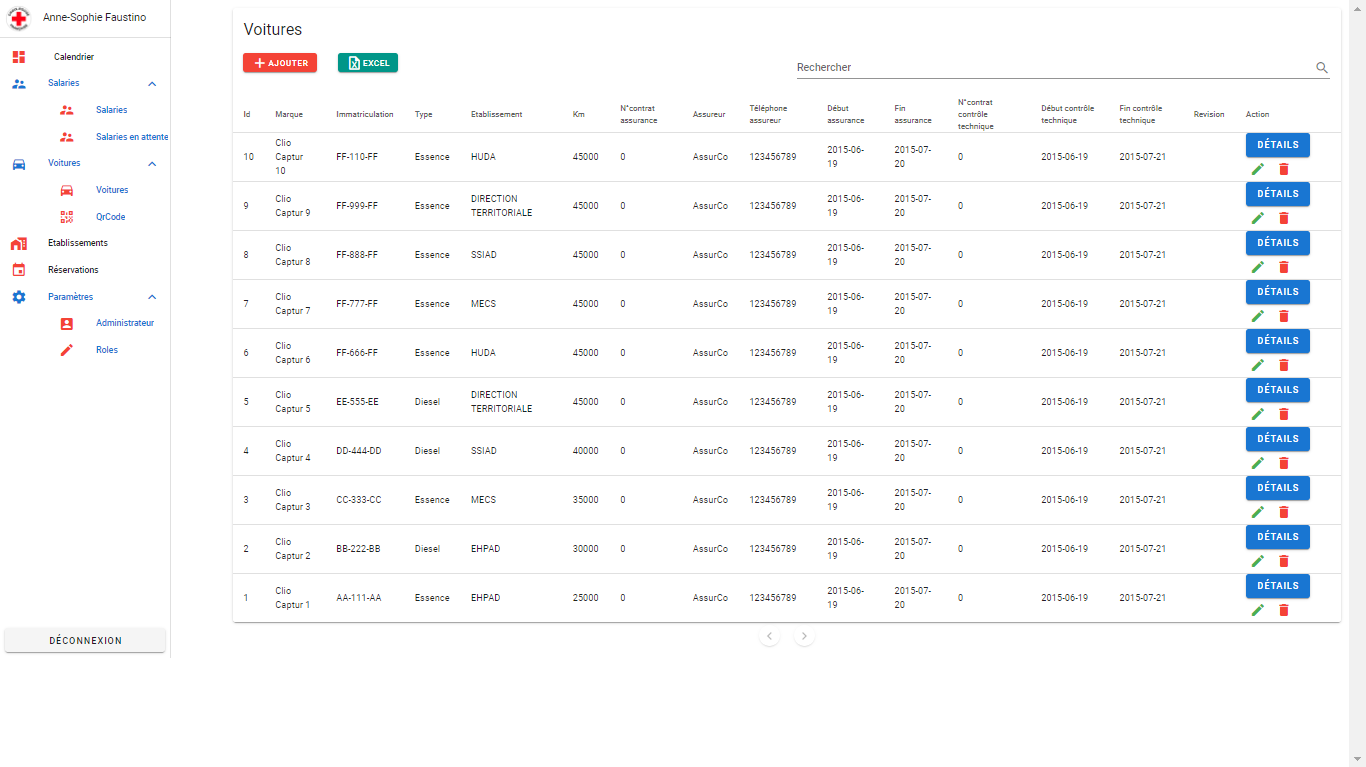 Anne-Sophie Faustino
Calendrier
Salaries
Salaries
Salaries en attente
Voitures
Voitures
QrCode
Etablissements
Réservations
Paramètres
Administrateur
Roles
DÉCONNEXION
Voitures
AJOUTER EXCEL
Rechercher
Id Marque Immatriculation Type Etablissement Km N°contrat assurance Assureur Téléphone assureur Début assurance Fin assurance N°contrat contrôle technique Début contrôle technique Fin contrôle technique Revision Action
10 Clio Captur 10 FF-110-FF Essence HUDA 45000 0 AssurCo 123456789 2015-06-19 2015-07-20 0 2015-06-19 2015-07-21 DÉTAILS
9 Clio Captur 9 FF-999-FF Essence DIRECTION TERRITORIALE 45000 0 AssurCo 123456789 2015-06-19 2015-07-20 0 2015-06-19 2015-07-21 DÉTAILS
8 Clio Captur 8 FF-888-FF Essence SSIAD 45000 0 AssurCo 123456789 2015-06-19 2015-07-20 0 2015-06-19 2015-07-21 DÉTAILS
7 Clio Captur 7 FF-777-FF Essence MECS 45000 0 AssurCo 123456789 2015-06-19 2015-07-20 0 2015-06-19 2015-07-21 DÉTAILS
6 Clio Captur 6 FF-666-FF Essence HUDA 45000 0 AssurCo 123456789 2015-06-19 2015-07-20 0 2015-06-19 2015-07-21 DÉTAILS
5 Clio Captur 5 EE-555-EE Diesel DIRECTION TERRITORIALE 45000 0 AssurCo 123456789 2015-06-19 2015-07-20 0 2015-06-19 2015-07-21 DÉTAILS
4 Clio Captur 4 DD-444-DD Diesel SSIAD 40000 0 AssurCo 123456789 2015-06-19 2015-07-20 0 2015-06-19 2015-07-21 DÉTAILS
3 Clio Captur 3 CC-333-CC Essence MECS 35000 0 AssurCo 123456789 2015-06-19 2015-07-20 0 2015-06-19 2015-07-21 DÉTAILS
2 Clio Captur 2 BB-222-BB Diesel EHPAD 30000 0 AssurCo 123456789 2015-06-19 2015-07-20 0 2015-06-19 2015-07-21 DÉTAILS
1 Clio Captur 1 AA-111-AA Essence EHPAD 25000 0 AssurCo 123456789 2015-06-19 2015-07-20 0 2015-06-19 2015-07-21 DÉTAILS